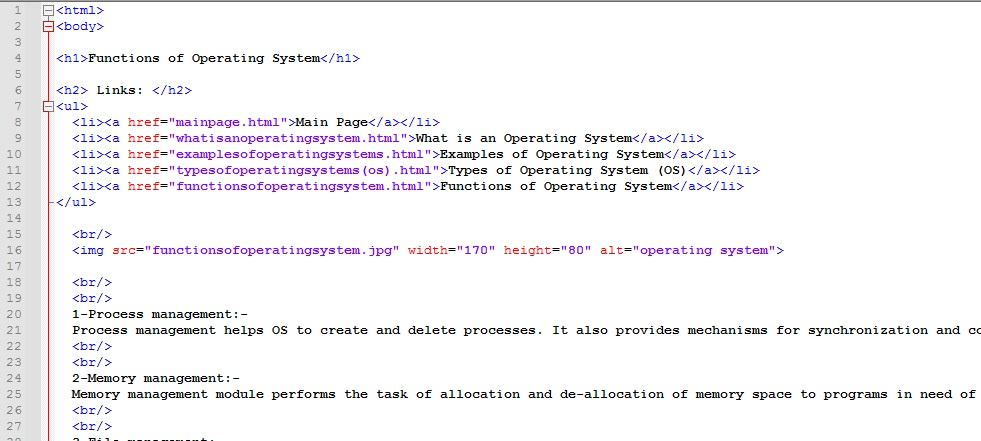 1 <html>
2 <body>
3
4 <h1>Functions of Operating System</h1>
5
6 <h2> Links: </h2>
7 <ul>
8 <li><a href="mainpage.html">Main Page</a></li>
9 <li><a href="whatisanoperatingsystem.html">What is an Operating System</a></li>
10 <li><a href="examplesofoperatingsystems.html">Examples of Operating System</a></li>
11 <li><a href="typesofoperatingsystems(os).html">Types of Operating System (OS)</a></li>
12 <li><a href="functionsofoperatingsystem.html">Functions of Operating System</a></li>
13 </ul>
14
15 <br/>
16 <img src="functionsofoperatingsystem.jpg" width="170" height="80" alt="operating system">
17
18 <br/>
19 <br/>
20 1-Process management:-
21 Process management helps OS to create and delete processes. It also provides mechanisms for synchronization and
22 <br/>
23 <br/>
24 2-Memory management:-
25 Memory management module performs the task of allocation and de-allocation of memory space to programs in need of
26 <br/>
27 <br/>